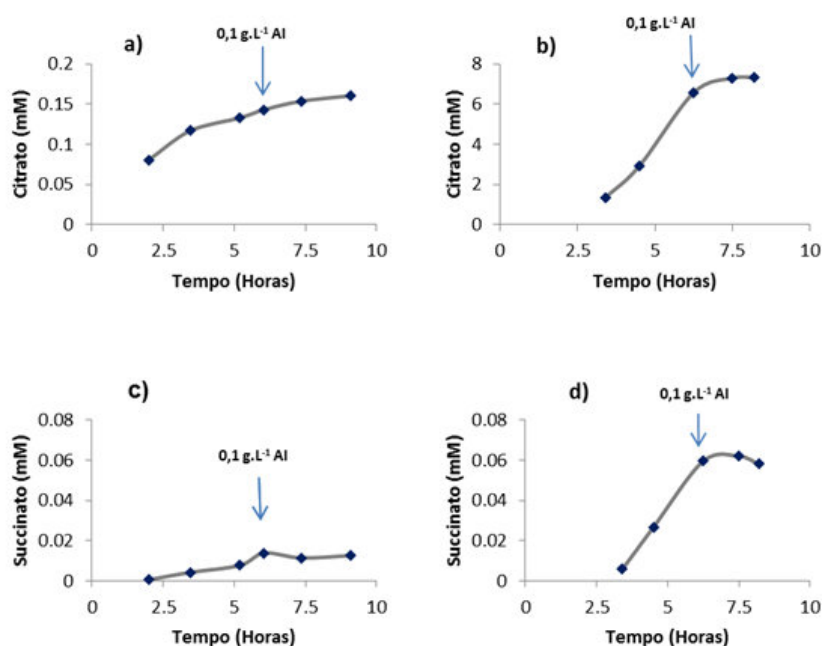 a)
0,1 g.L⁻¹ AI
Citrato (mM)
0.2
0.15
0.1
0.05
0
0
2.5
5
7.5
10
Tempo (Horas)
b)
0,1 g.L⁻¹ AI
Citrato (mM)
8
6
4
2
0
0
2.5
5
7.5
10
Tempo (Horas)
c)
0,1 g.L⁻¹ AI
Succinato (mM)
0.08
0.06
0.04
0.02
0
0
2.5
5
7.5
10
Tempo (Horas)
d)
0,1 g.L⁻¹ AI
Succinato (mM)
0.08
0.06
0.04
0.02
0
0
2.5
5
7.5
10
Tempo (Horas)